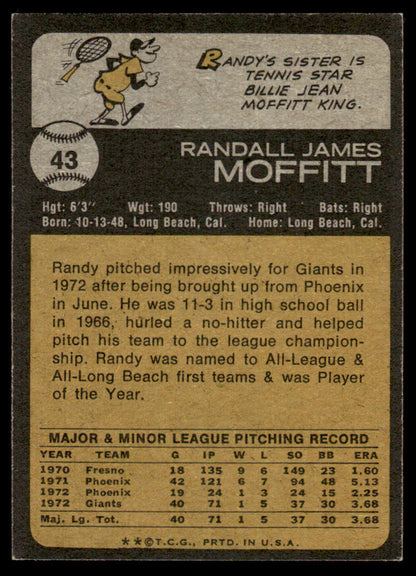 RANDY'S SISTER IS
TENNIS STAR
BILLIE JEAN
MOFFITT KING.
43
RANDALL JAMES
MOFFITT
Hgt: 6'3" Wgt: 190 Throws: Right Bats: Right
Born: 10-13-48, Long Beach, Cal. Home: Long Beach, Cal.
Randy pitched impressively for Giants in
1972 after being brought up from Phoenix
in June. He was 11-3 in high school ball
in 1966, hurled a no-hitter and helped
pitch his team to the league champion-
ship. Randy was named to All-League &
All-Long Beach first teams & was Player
of the Year.
MAJOR & MINOR LEAGUE PITCHING RECORD
YEAR TEAM G IP W L SO BB ERA
1970 Fresno 18 135 9 6 149 23 1.60
1971 Phoenix 42 121 6 7 94 48 5.13
1972 Phoenix 19 24 1 3 24 15 2.25
1972 Giants 40 71 1 5 37 30 3.68
Maj. Lg. Tot. 40 71 1 5 37 30 3.68
**©T.C.G., PRTD. IN U.S.A.